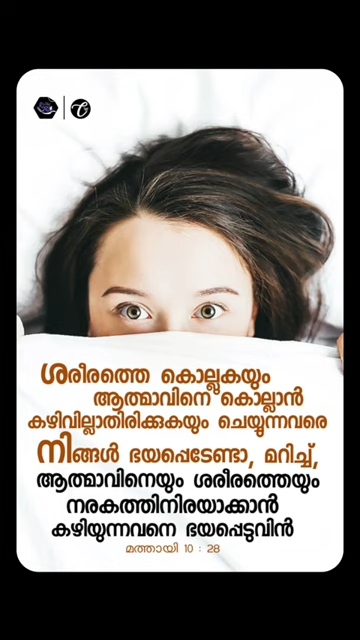 ശരീരത്തെ കൊല്ലുകയും
ആത്മാവിനെ കൊല്ലാൻ
കഴിവില്ലാതിരിക്കുകയും ചെയ്യുന്നവരെ
നിങ്ങൾ ഭയപ്പെടേണ്ടാ, മറിച്ച്,
ആത്മാവിനെയും ശരീരത്തെയും
നരകത്തിനിരയാക്കാൻ
കഴിയുന്നവനെ ഭയപ്പെടുവിൻ
മത്തായി 10 : 28